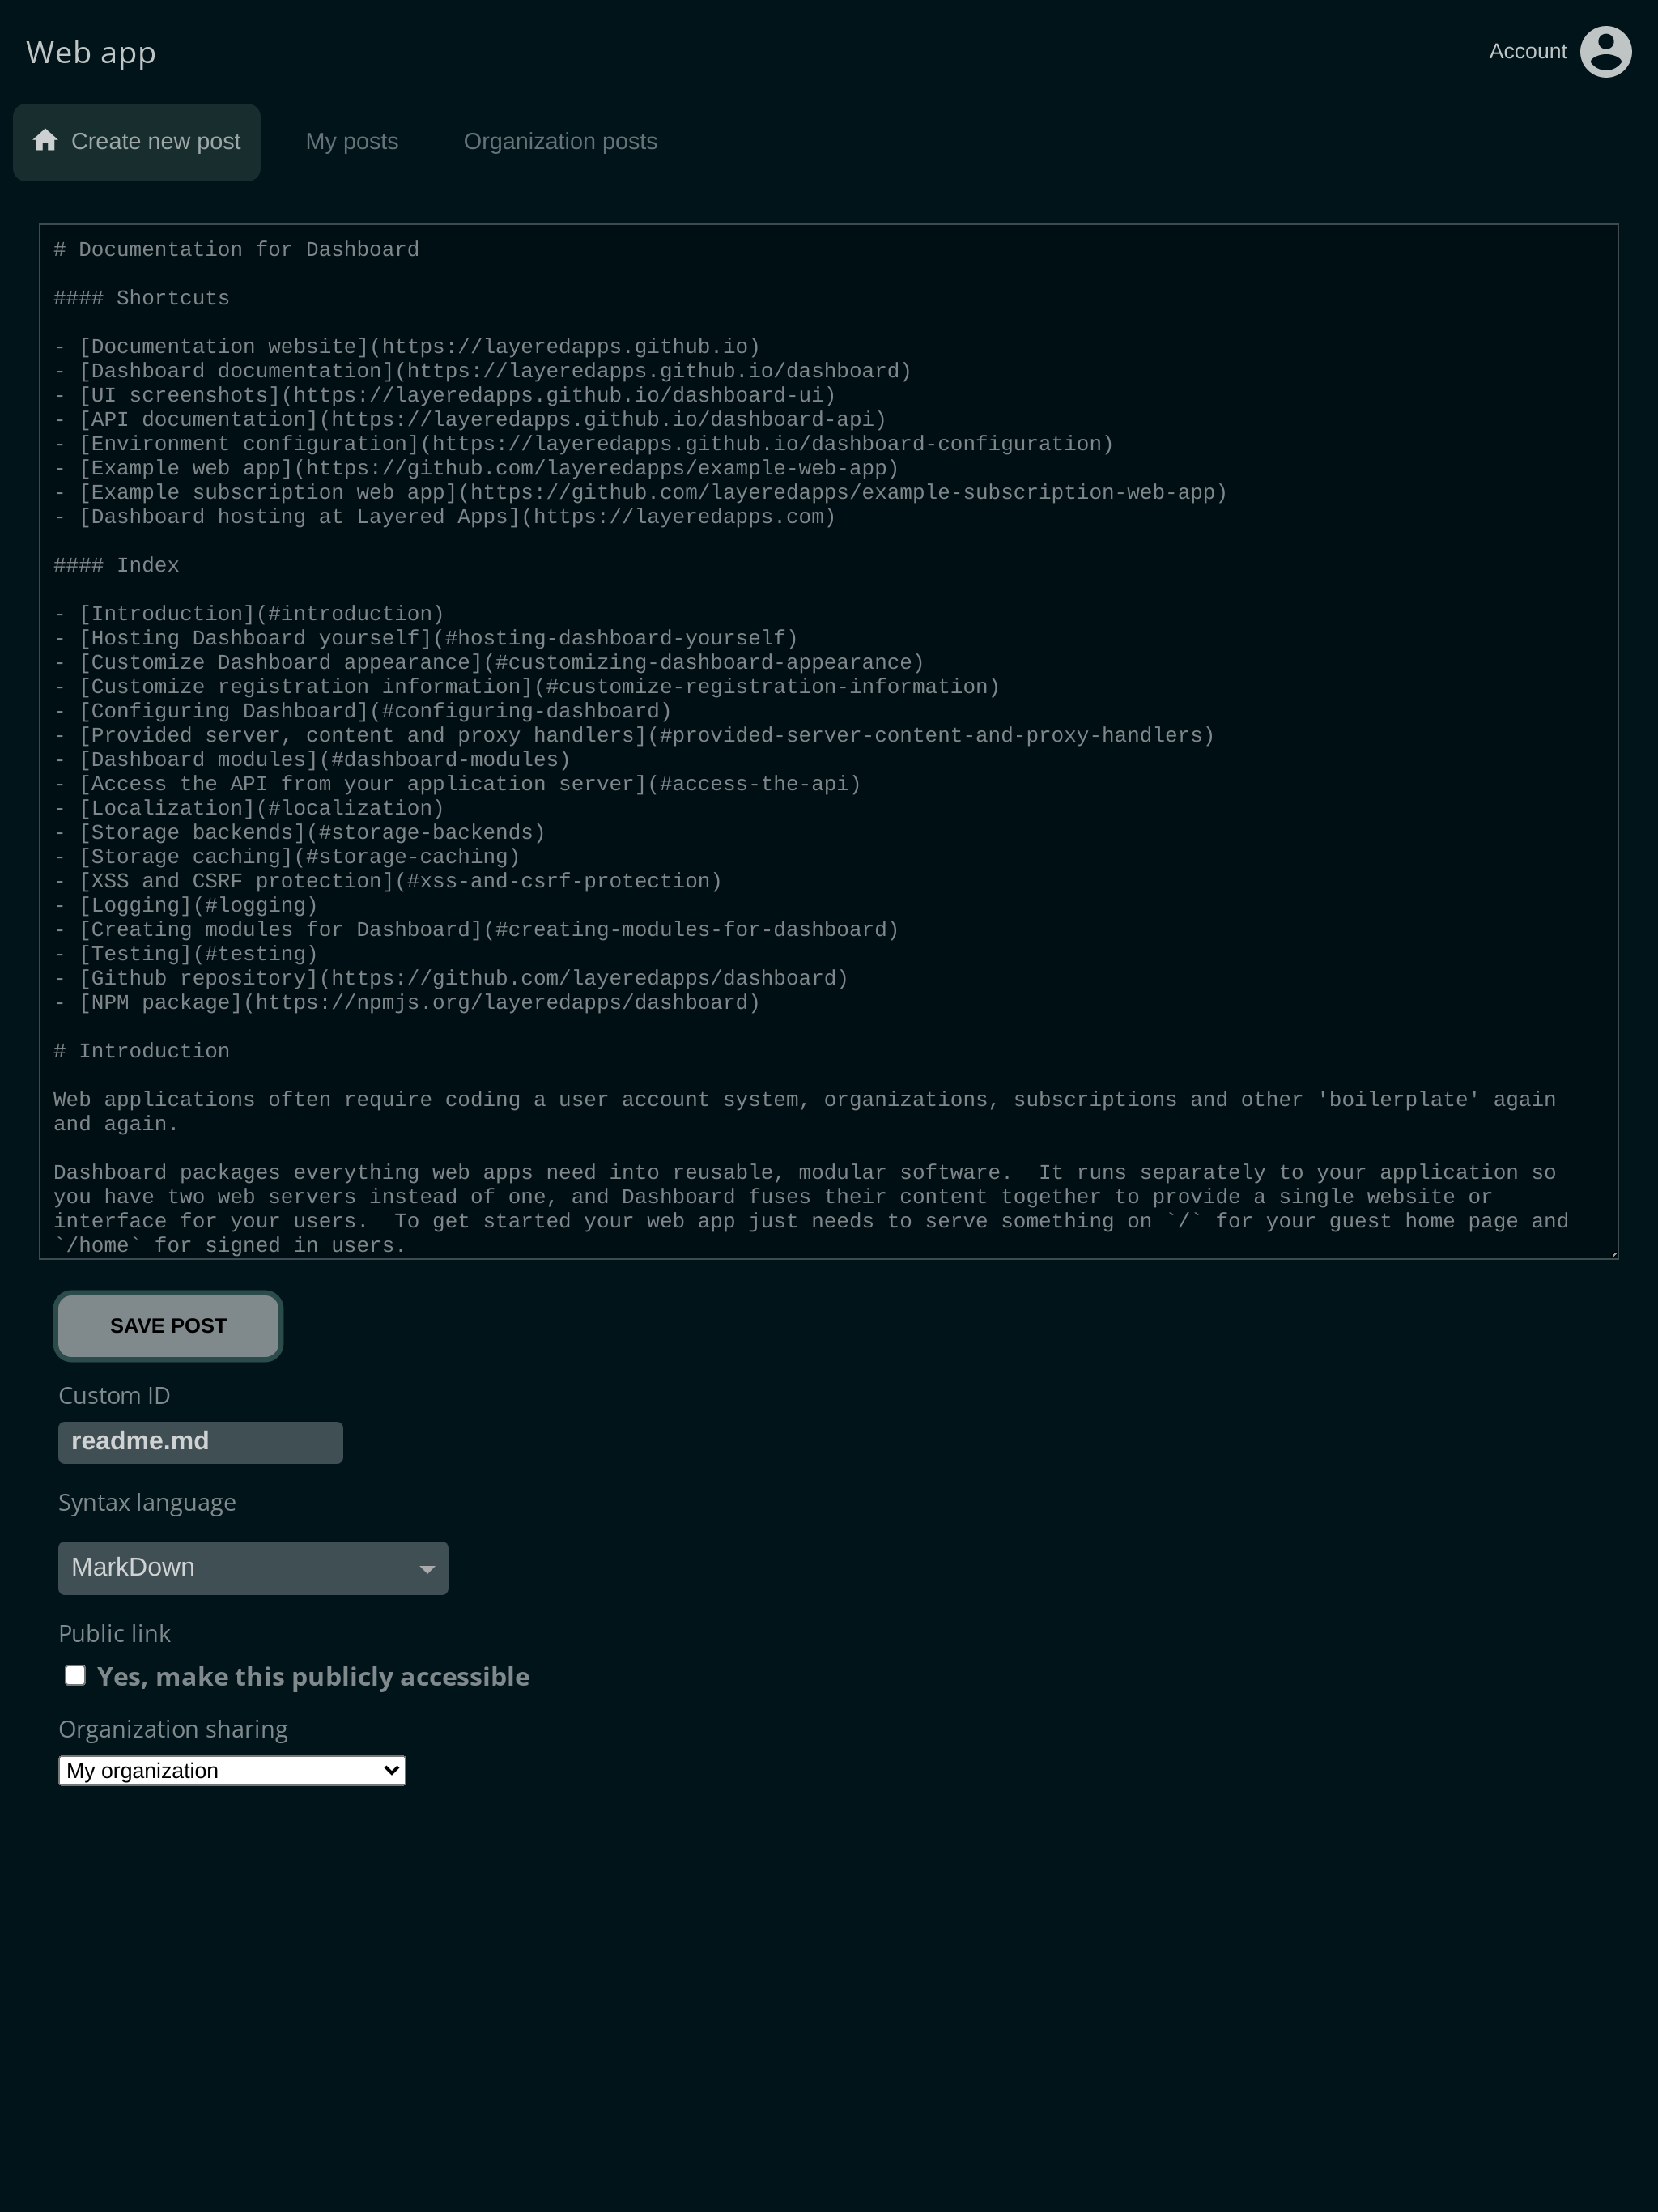 Web app
Account
Create new post
My posts
Organization posts
# Documentation for Dashboard
#### Shortcuts
- [Documentation website](https://layeredapps.github.io)
- [Dashboard documentation](https://layeredapps.github.io/dashboard)
- [UI screenshots](https://layeredapps.github.io/dashboard-ui)
- [API documentation](https://layeredapps.github.io/dashboard-api)
- [Environment configuration](https://layeredapps.github.io/dashboard-configuration)
- [Example web app](https://github.com/layeredapps/example-web-app)
- [Example subscription web app](https://github.com/layeredapps/example-subscription-web-app)
- [Dashboard hosting at Layered Apps](https://layeredapps.com)
#### Index
- [Introduction](#introduction)
- [Hosting Dashboard yourself](#hosting-dashboard-yourself)
- [Customize Dashboard appearance](#customizing-dashboard-appearance)
- [Customize registration information](#customize-registration-information)
- [Configuring Dashboard](#configuring-dashboard)
- [Provided server, content and proxy handlers](#provided-server-content-and-proxy-handlers)
- [Dashboard modules](#dashboard-modules)
- [Access the API from your application server](#access-the-api)
- [Localization](#localization)
- [Storage backends](#storage-backends)
- [Storage caching](#storage-caching)
- [XSS and CSRF protection](#xss-and-csrf-protection)
- [Logging](#logging)
- [Creating modules for Dashboard](#creating-modules-for-dashboard)
- [Testing](#testing)
- [Github repository](https://github.com/layeredapps/dashboard)
- [NPM package](https://npmjs.org/layeredapps/dashboard)
# Introduction
Web applications often require coding a user account system, organizations, subscriptions and other 'boilerplate' again
and again.
Dashboard packages everything web apps need into reusable, modular software.  It runs separately to your application so
you have two web servers instead of one, and Dashboard fuses their content together to provide a single website or
interface for your users.  To get started your web app just needs to serve something on `/` for your guest home page and
`/home` for signed in users.
SAVE POST
Custom ID
readme.md
Syntax language
MarkDown
Public link
Yes, make this publicly accessible
Organization sharing
My organization